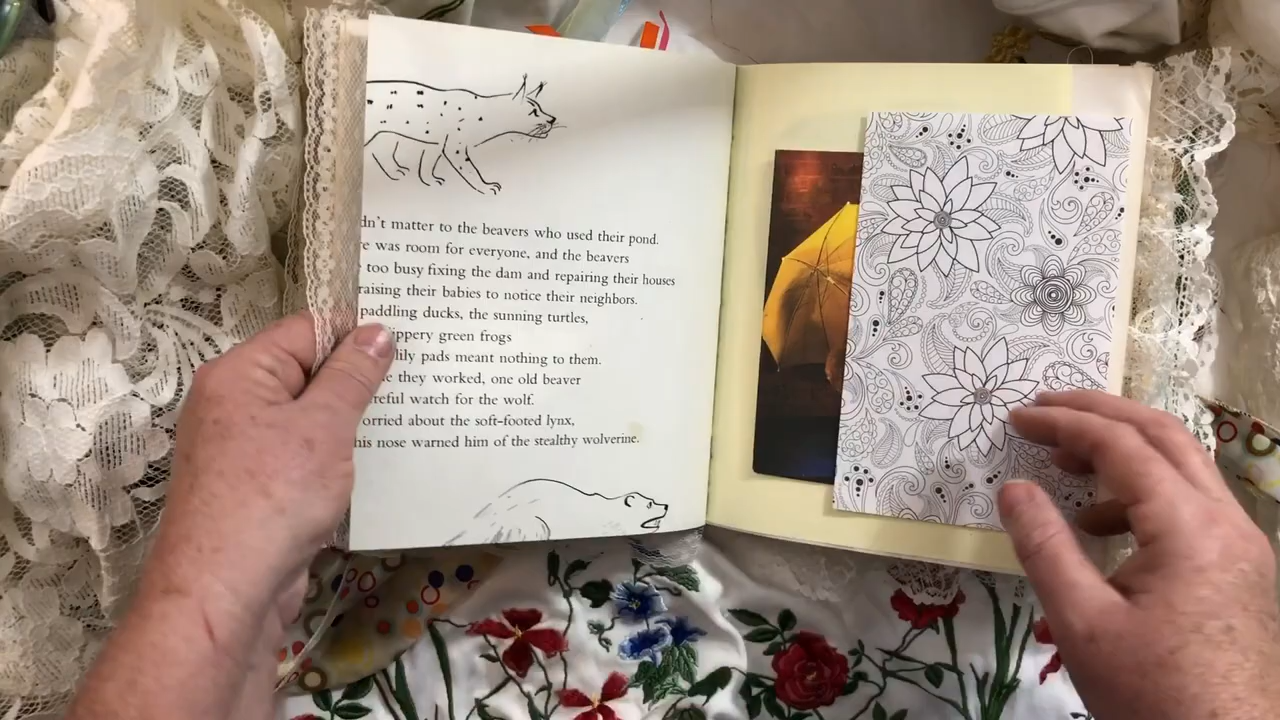 dn't matter to the beavers who used their pond.
e was room for everyone, and the beavers
too busy fixing the dam and repairing their houses
raising their babies to notice their neighbors.
paddling ducks, the sunning turtles,
ippery green frogs
lily pads meant nothing to them.
e they worked, one old beaver
reful watch for the wolf.
orried about the soft-footed lynx,
his nose warned him of the stealthy wolverine.